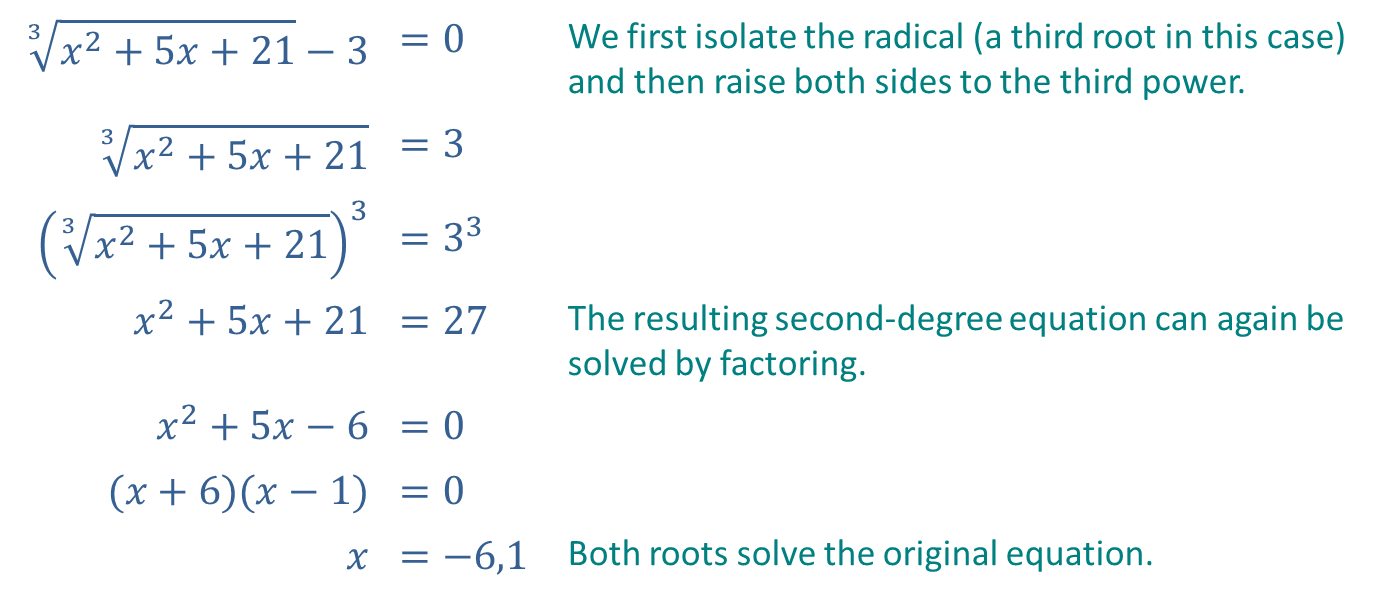 ∛(x² + 5x + 21) − 3 = 0 We first isolate the radical (a third root in this case)
and then raise both sides to the third power.
∛(x² + 5x + 21) = 3
(∛(x² + 5x + 21))³ = 3³
x² + 5x + 21 = 27 The resulting second-degree equation can again be
solved by factoring.
x² + 5x − 6 = 0
(x + 6)(x − 1) = 0
x = −6,1 Both roots solve the original equation.